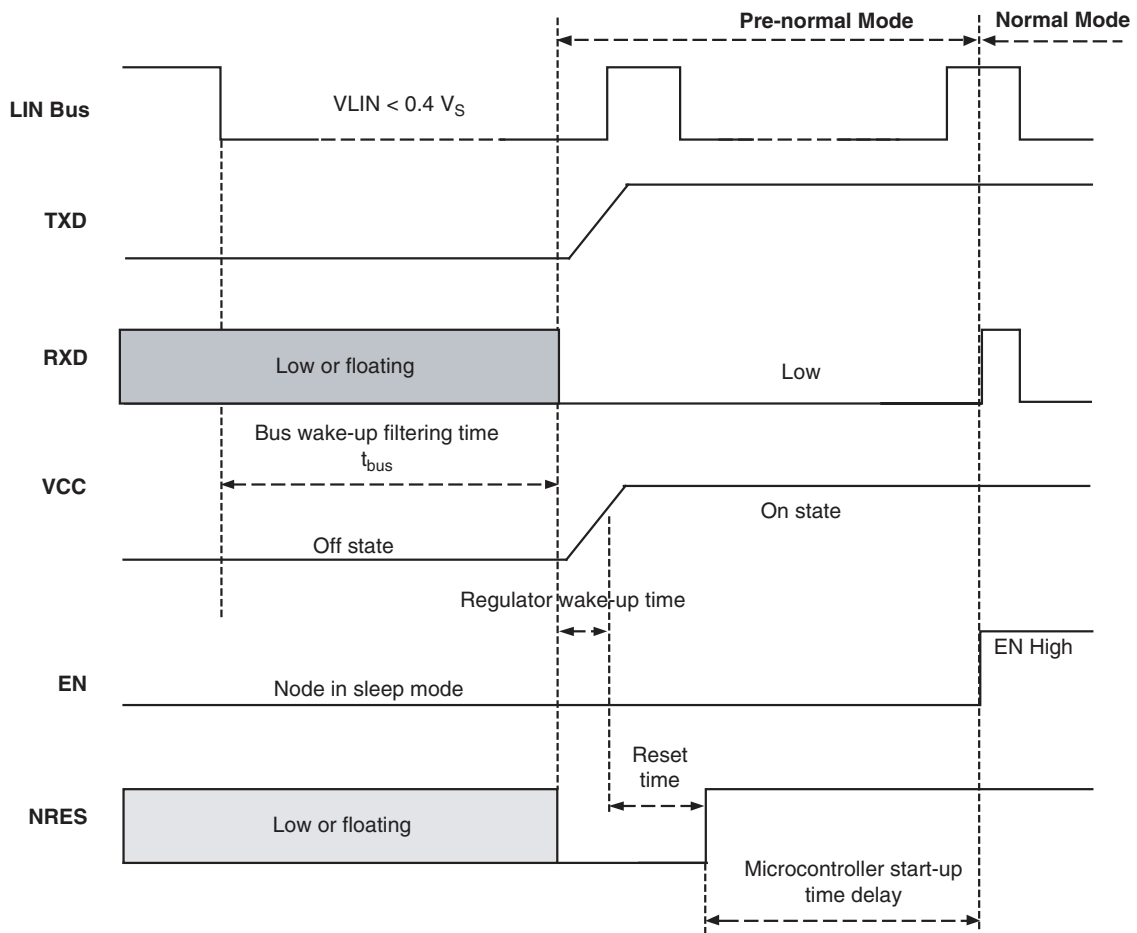 Pre-normal Mode
Normal Mode
LIN Bus
VLIN < 0.4 V_S
TXD
RXD
Low or floating
Low
Bus wake-up filtering time
t_bus
VCC
On state
Off state
Regulator wake-up time
EN High
EN
Node in sleep mode
Reset
time
NRES
Low or floating
Microcontroller start-up
time delay